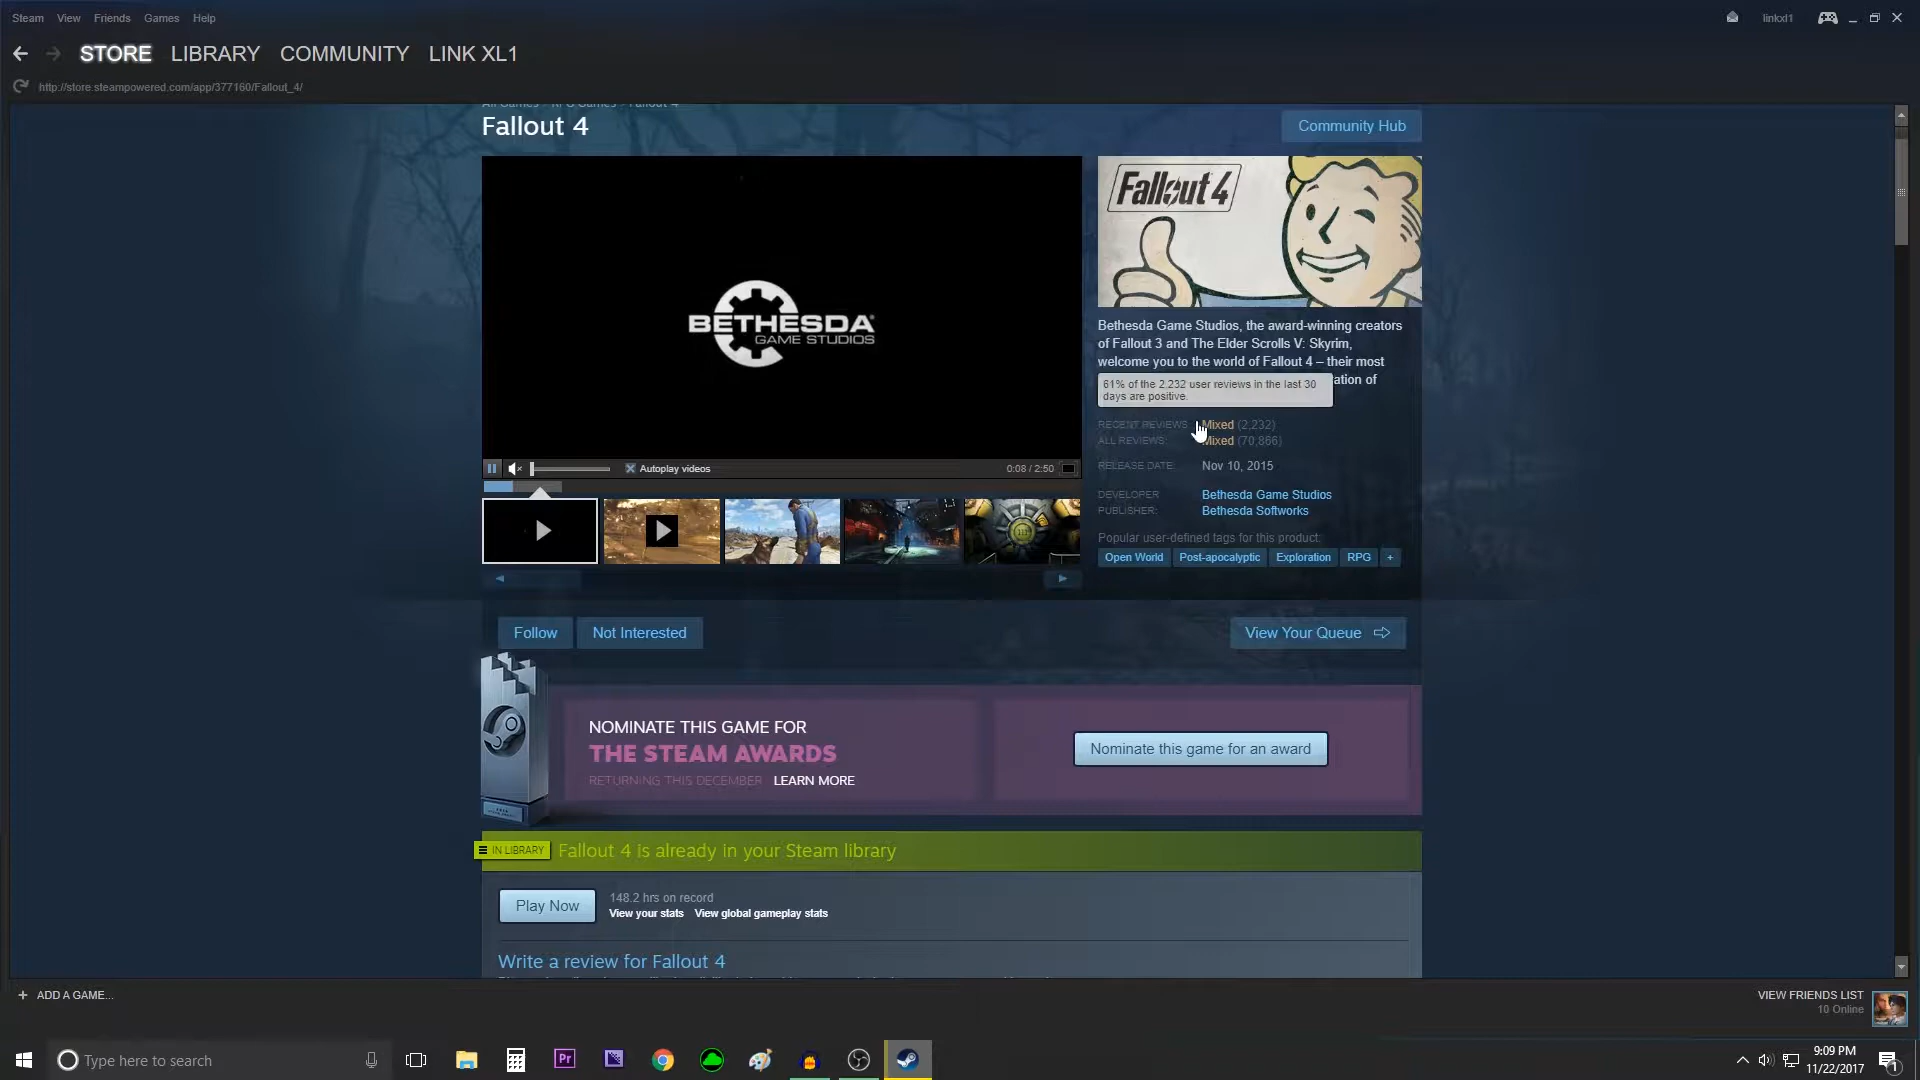 Steam View Friends Games Help
linkxl1
STORE LIBRARY COMMUNITY LINK XL1
http://store.steampowered.com/app/377160/Fallout_4/
All Games > RPG Games > Fallout 4
Fallout 4
Community Hub
BETHESDA
GAME STUDIOS
Fallout 4
Bethesda Game Studios, the award-winning creators
of Fallout 3 and The Elder Scrolls V: Skyrim,
welcome you to the world of Fallout 4 – their most
ation of
61% of the 2,232 user reviews in the last 30
days are positive.
RECENT REVIEWS Mixed (2,232)
ALL REVIEWS: Mixed (70,866)
RELEASE DATE: Nov 10, 2015
DEVELOPER Bethesda Game Studios
PUBLISHER: Bethesda Softworks
Popular user-defined tags for this product:
Open World Post-apocalyptic Exploration RPG +
Autoplay videos
0:08 / 2:50
Follow Not Interested
View Your Queue
NOMINATE THIS GAME FOR
THE STEAM AWARDS
RETURNING THIS DECEMBER LEARN MORE
Nominate this game for an award
IN LIBRARY Fallout 4 is already in your Steam library
Play Now
148.2 hrs on record
View your stats View global gameplay stats
Write a review for Fallout 4
+ ADD A GAME...
VIEW FRIENDS LIST
10 Online
Type here to search
Pr
9:09 PM
11/22/2017
1